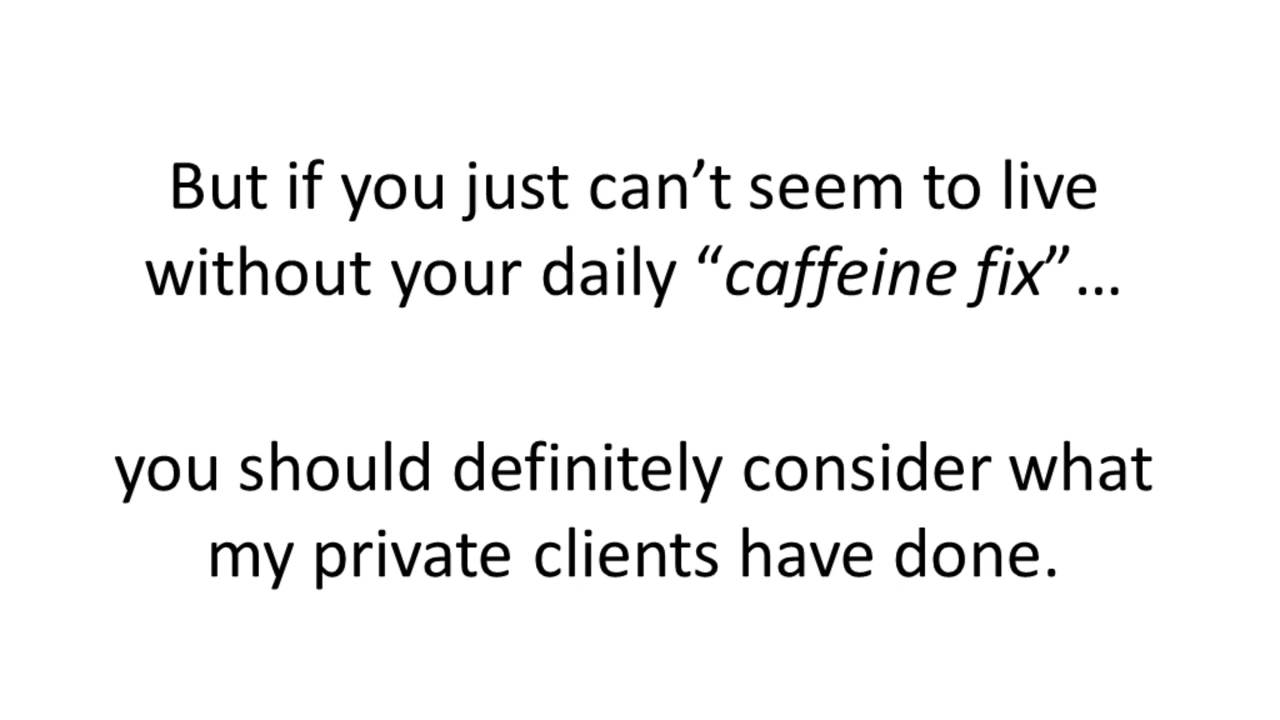 But if you just can’t seem to live
without your daily “caffeine fix”…
you should definitely consider what
my private clients have done.